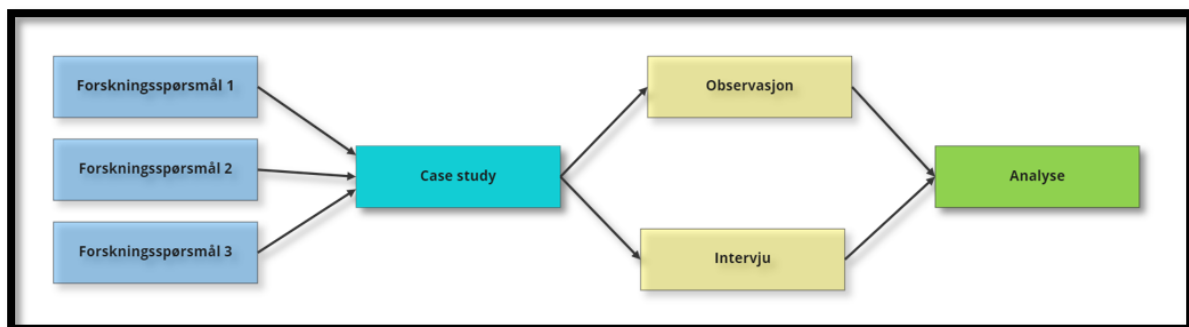 Forskningsspørsmål 1
Forskningsspørsmål 2
Forskningsspørsmål 3
Case study
Observasjon
Intervju
Analyse